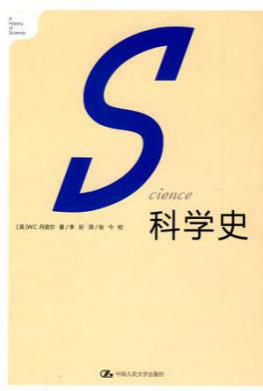 A
History
of
Science
Science
科学史
[英]W.C.丹皮尔 著/李 珩 译/张 今 校
中国人民大学出版社